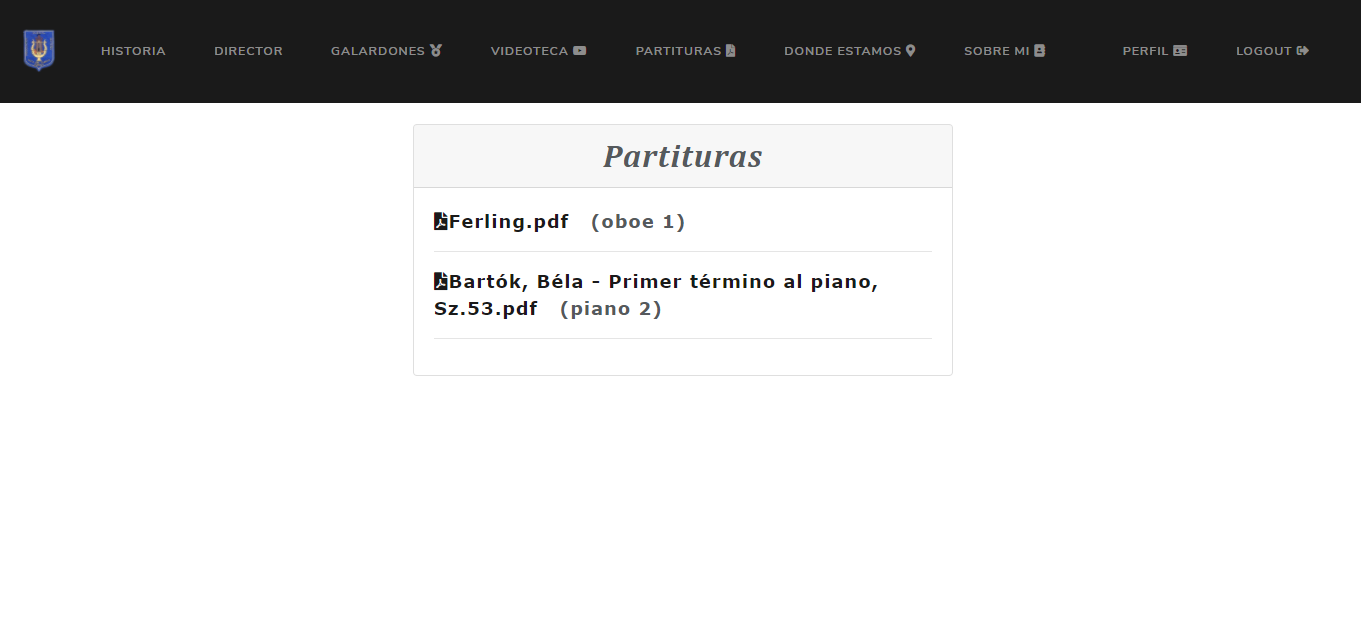 HISTORIA DIRECTOR GALARDONES VIDEOTECA PARTITURAS DONDE ESTAMOS SOBRE MI PERFIL LOGOUT
Partituras
Ferling.pdf (oboe 1)
Bartók, Béla - Primer término al piano,
Sz.53.pdf (piano 2)